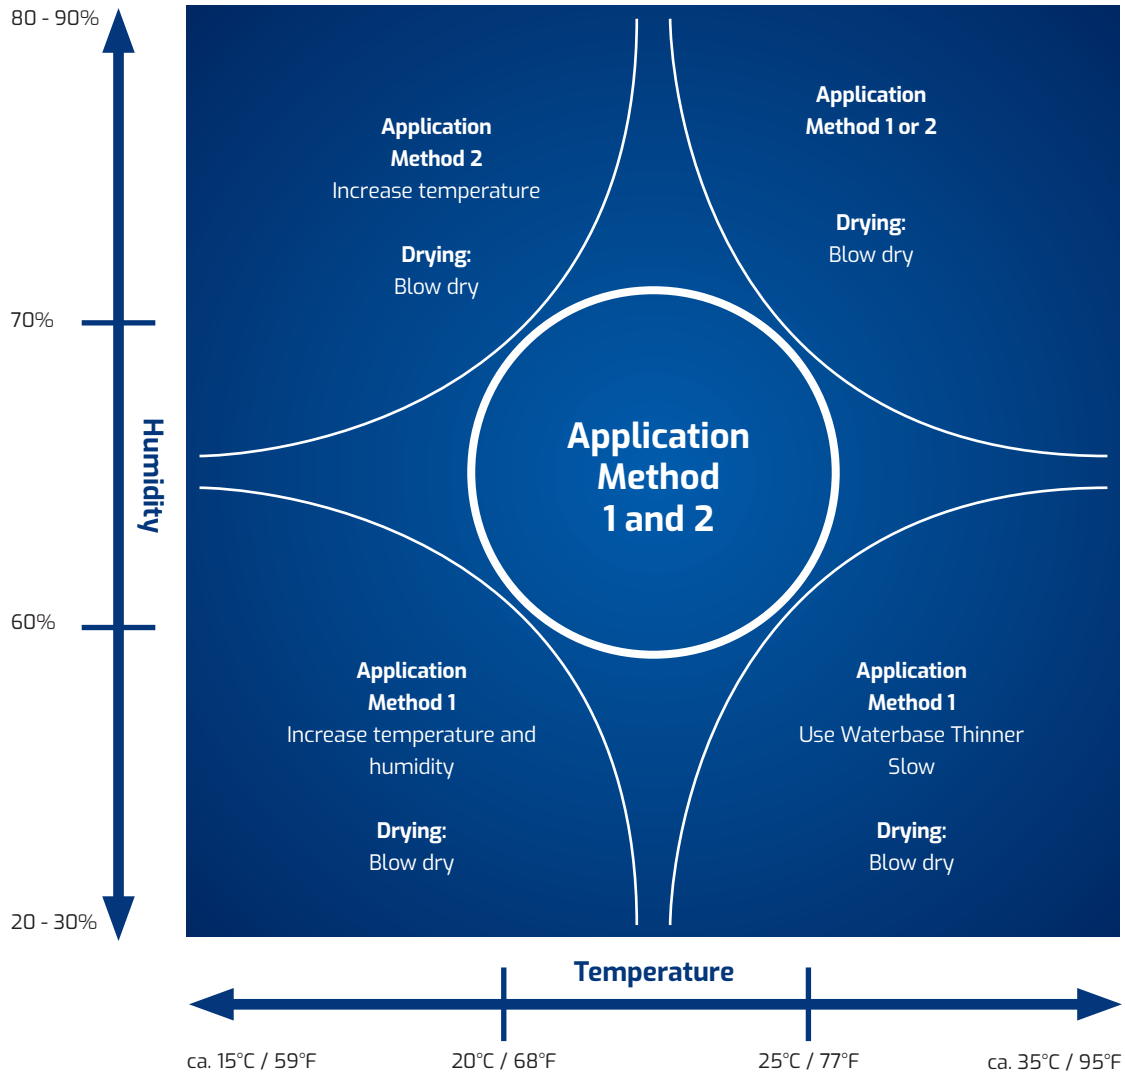 80 - 90%
Application
Method 2
Increase temperature
Drying:
Blow dry
Application
Method 1 or 2
Drying:
Blow dry
70%
Humidity
Application
Method
1 and 2
60%
Application
Method 1
Increase temperature and
humidity
Drying:
Blow dry
Application
Method 1
Use Waterbase Thinner
Slow
Drying:
Blow dry
20 - 30%
Temperature
ca. 15°C / 59°F
20°C / 68°F
25°C / 77°F
ca. 35°C / 95°F